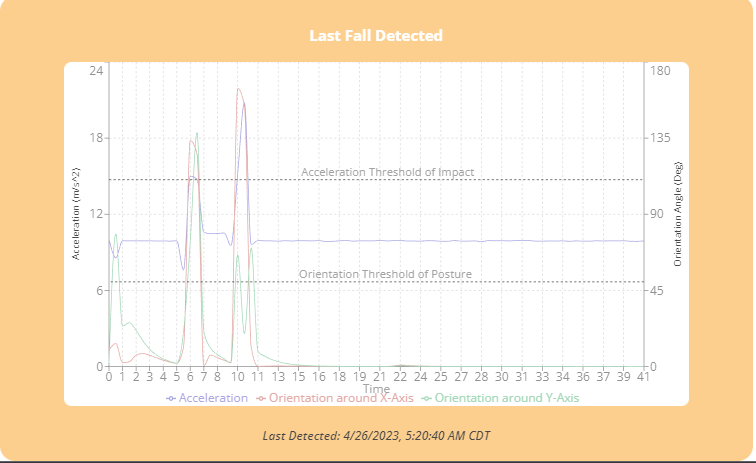 Last Fall Detected
24 180
18 135
Acceleration Threshold of Impact
Acceleration (m/s^2)
Orientation Angle (Deg)
12 90
Orientation Threshold of Posture
6 45
0 0
0 1 2 3 4 5 6 7 8 10 11 13 15 16 18 19 21 22 24 25 27 28 30 31 33 34 36 37 39 41
Time
Acceleration Orientation around X-Axis Orientation around Y-Axis
Last Detected: 4/26/2023, 5:20:40 AM CDT